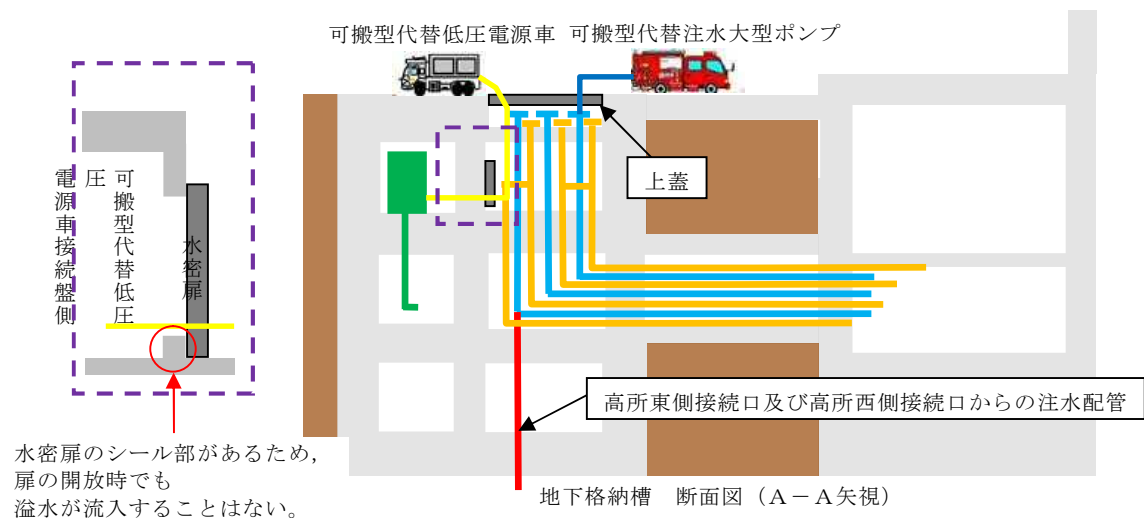 可搬型代替低圧電源車 可搬型代替注水大型ポンプ
上蓋
可搬型代替低圧
電源車接続盤側
水密扉
高所東側接続口及び高所西側接続口からの注水配管
水密扉のシール部があるため,
扉の開放時でも
溢水が流入することはない。
地下格納槽 断面図（A－A矢視）